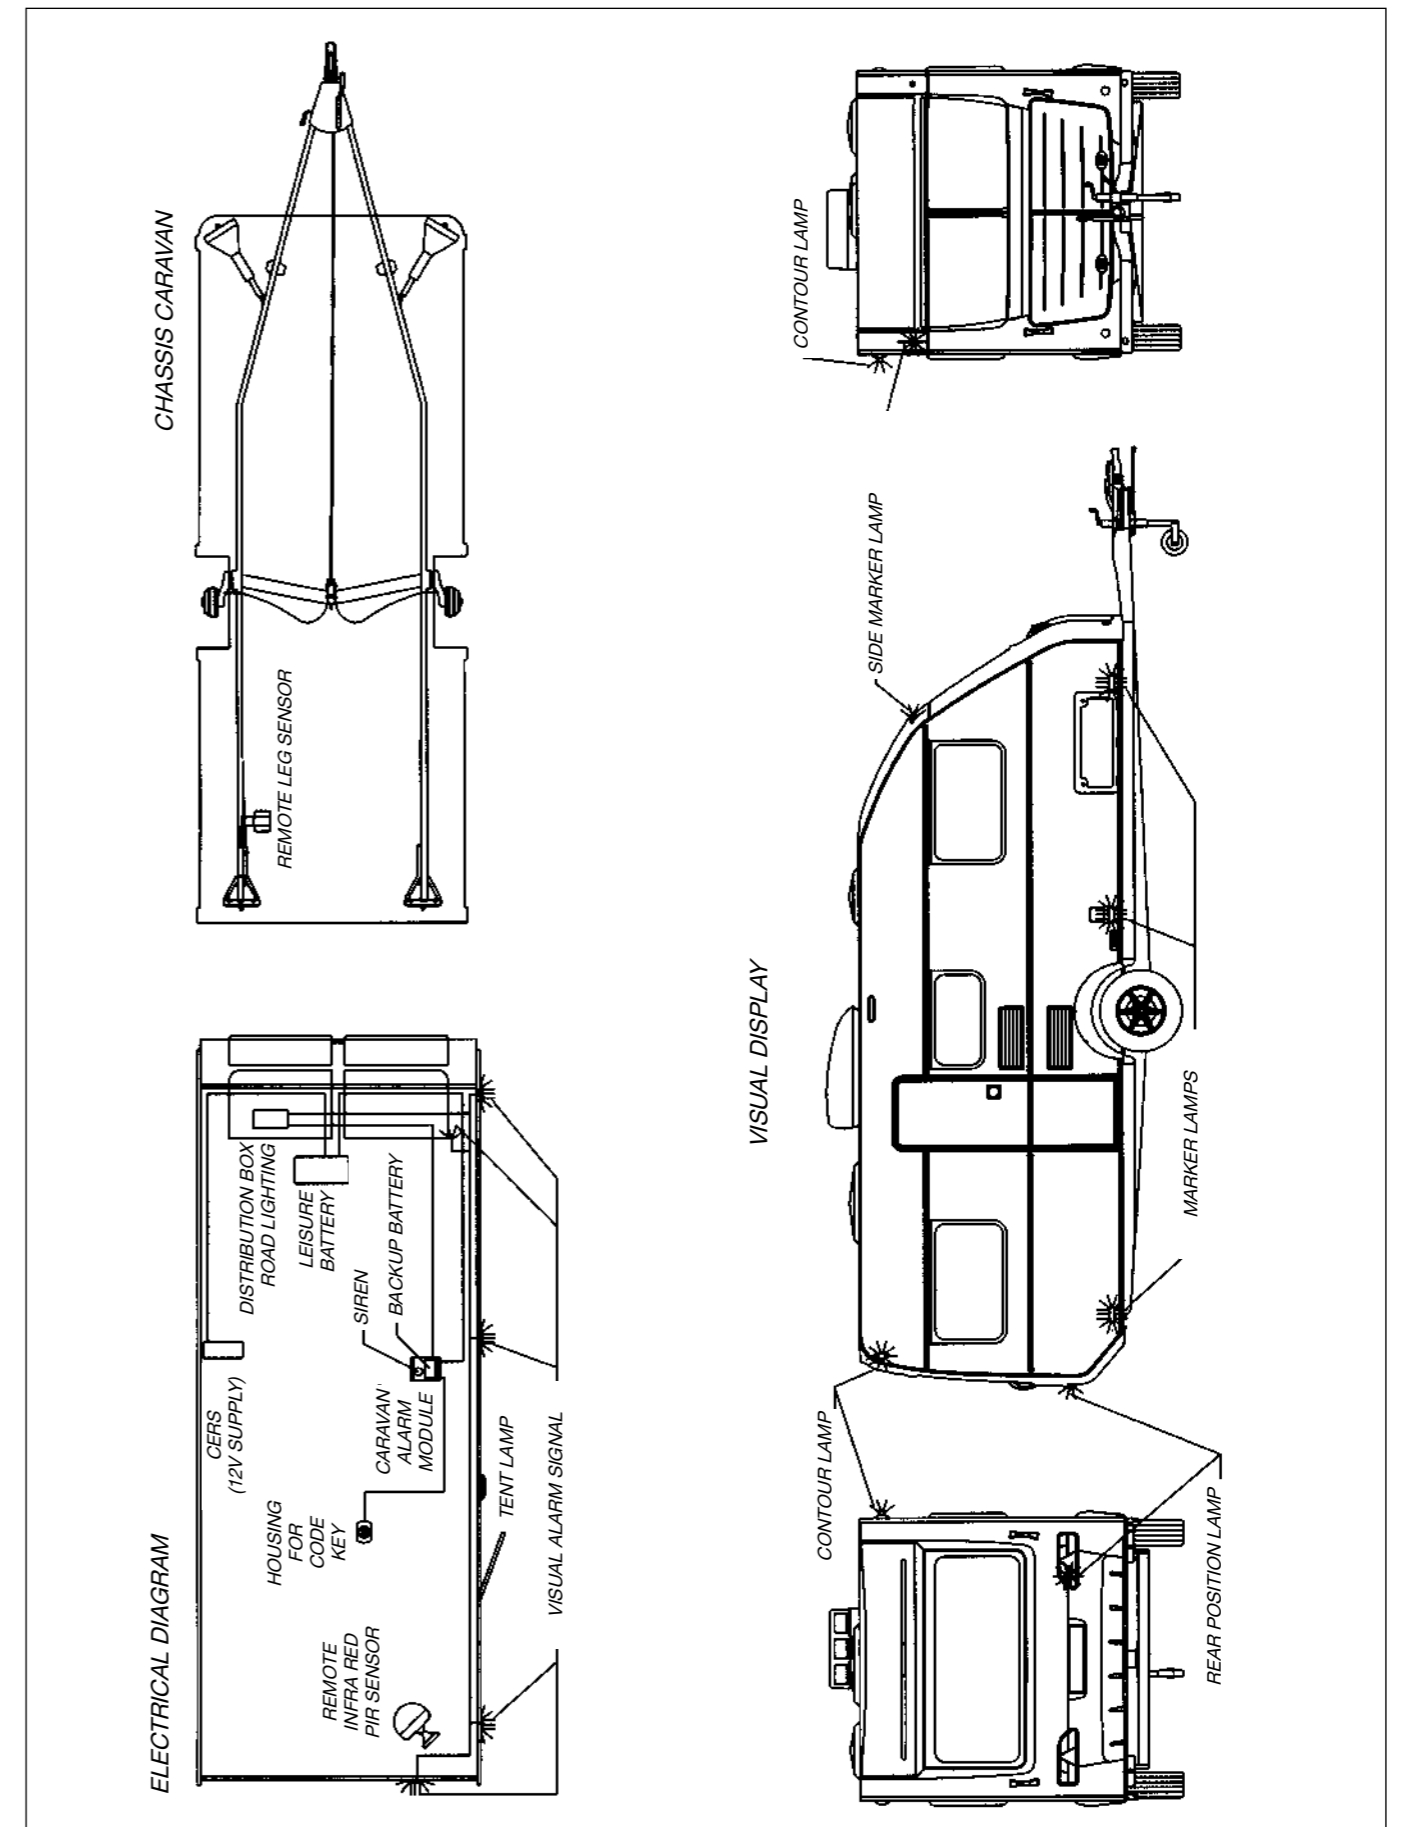 ELECTRICAL DIAGRAM
CERS
(12V SUPPLY)
DISTRIBUTION BOX
ROAD LIGHTING
LEISURE
BATTERY
SIREN
BACKUP BATTERY
HOUSING
FOR
CODE
KEY
CARAVAN
ALARM
MODULE
REMOTE
INFRA RED
PIR SENSOR
TENT LAMP
VISUAL ALARM SIGNAL
CHASSIS CARAVAN
REMOTE LEG SENSOR
VISUAL DISPLAY
CONTOUR LAMP
REAR POSITION LAMP
MARKER LAMPS
SIDE MARKER LAMP
CONTOUR LAMP